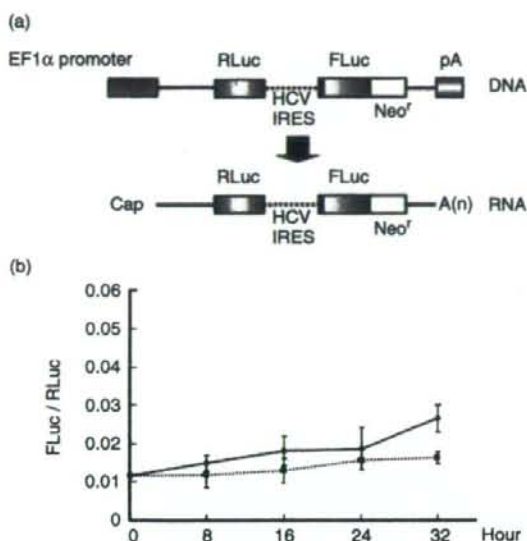 (a)
EF1α promoter RLuc FLuc pA
HCV IRES Neoʳ DNA
RLuc FLuc
Cap HCV IRES Neoʳ A(n) RNA
(b)
0.06
0.05
0.04
0.03
0.02
0.01
0
FLuc / RLuc
0 8 16 24 32 Hour